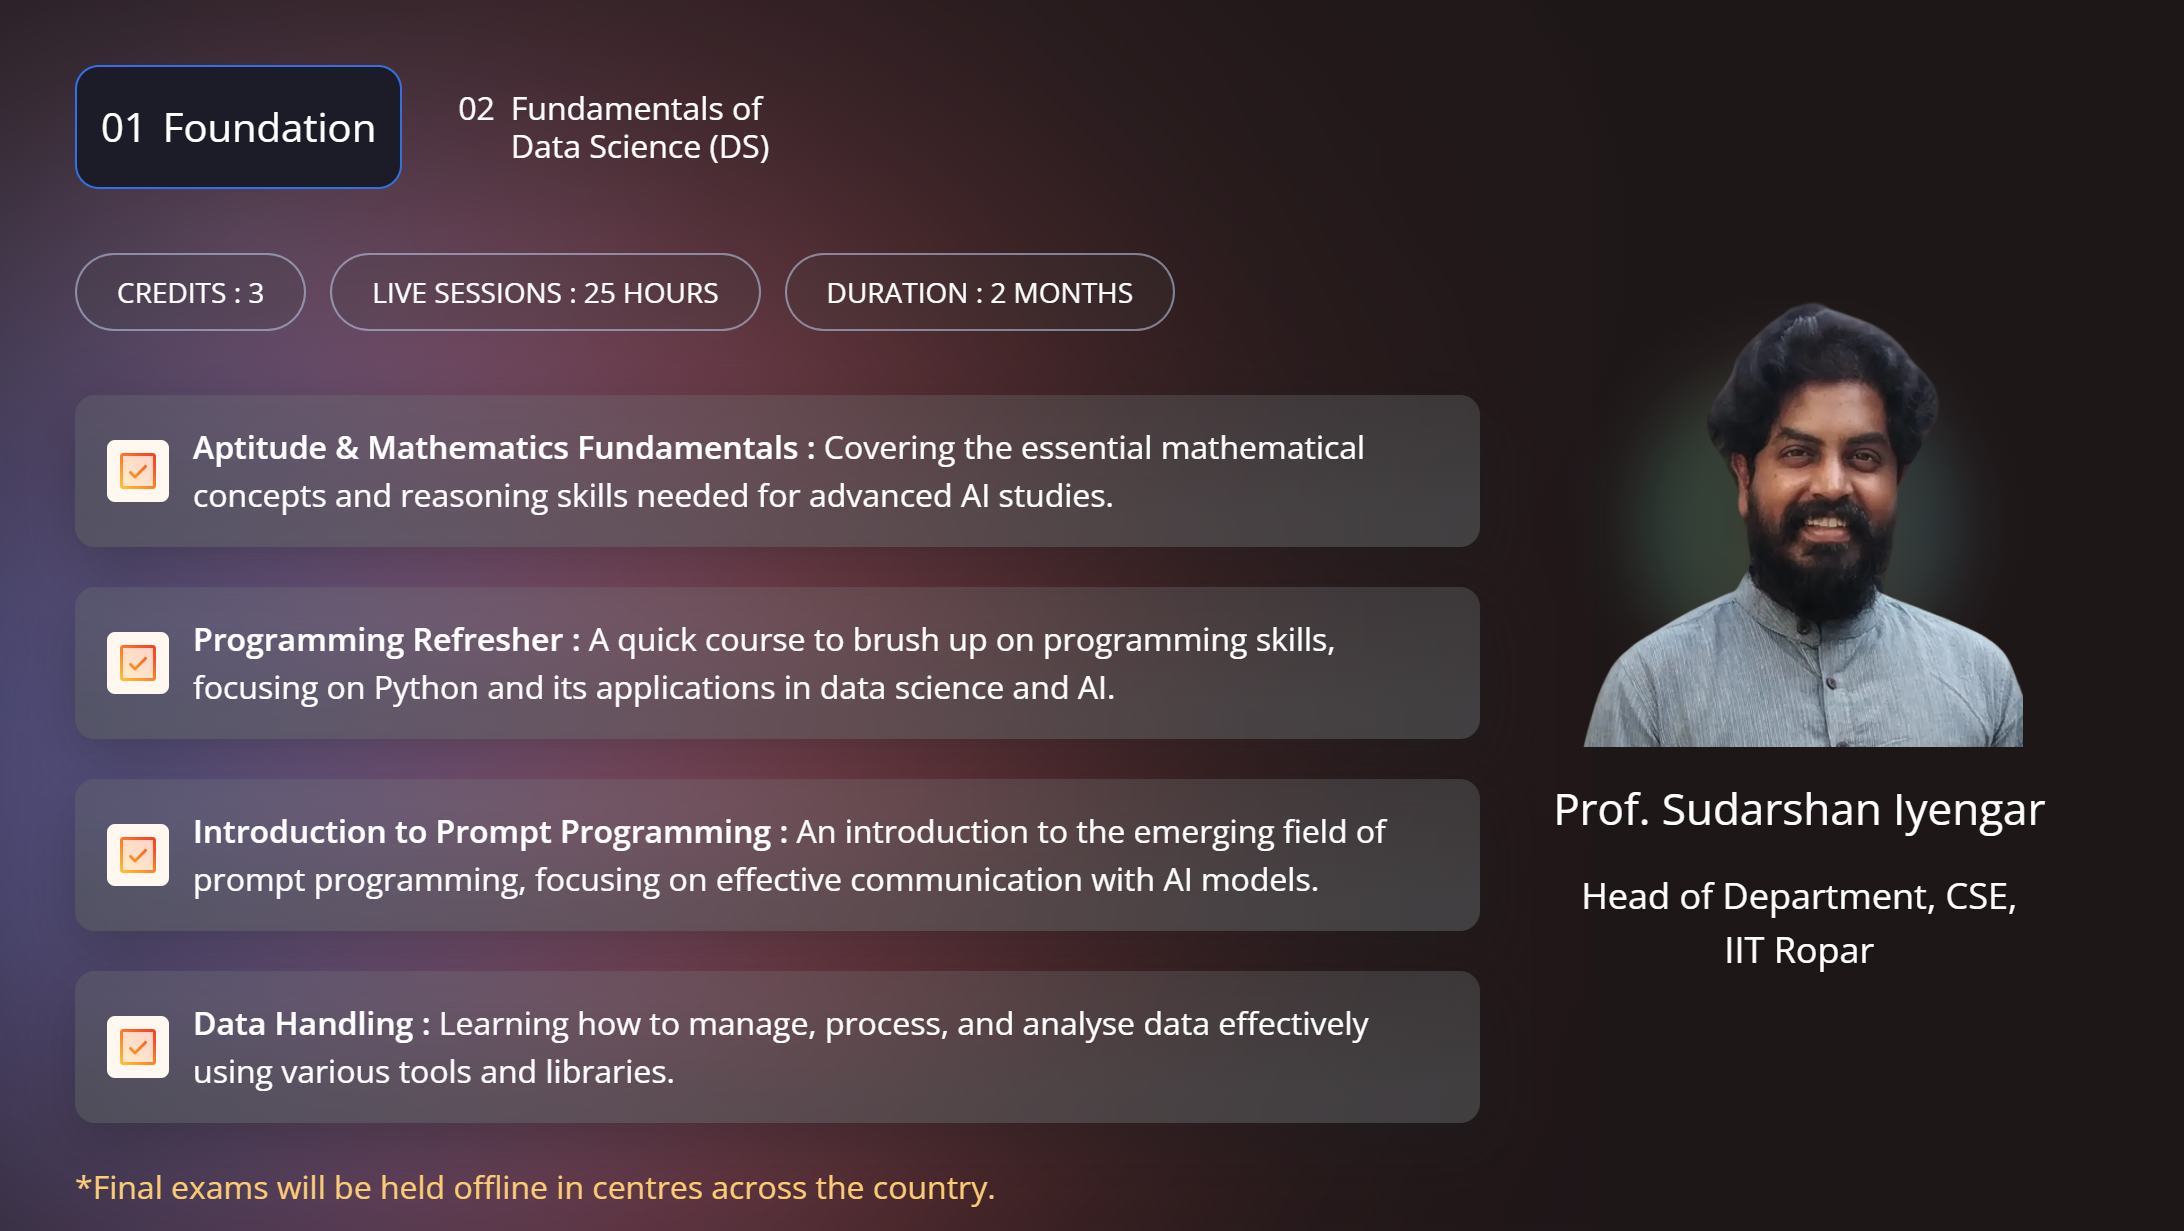 01 Foundation
02 Fundamentals of
Data Science (DS)
CREDITS : 3
LIVE SESSIONS : 25 HOURS
DURATION : 2 MONTHS
Aptitude & Mathematics Fundamentals : Covering the essential mathematical
concepts and reasoning skills needed for advanced AI studies.
Programming Refresher : A quick course to brush up on programming skills,
focusing on Python and its applications in data science and AI.
Introduction to Prompt Programming : An introduction to the emerging field of
prompt programming, focusing on effective communication with AI models.
Data Handling : Learning how to manage, process, and analyse data effectively
using various tools and libraries.
*Final exams will be held offline in centres across the country.
Prof. Sudarshan Iyengar
Head of Department, CSE,
IIT Ropar